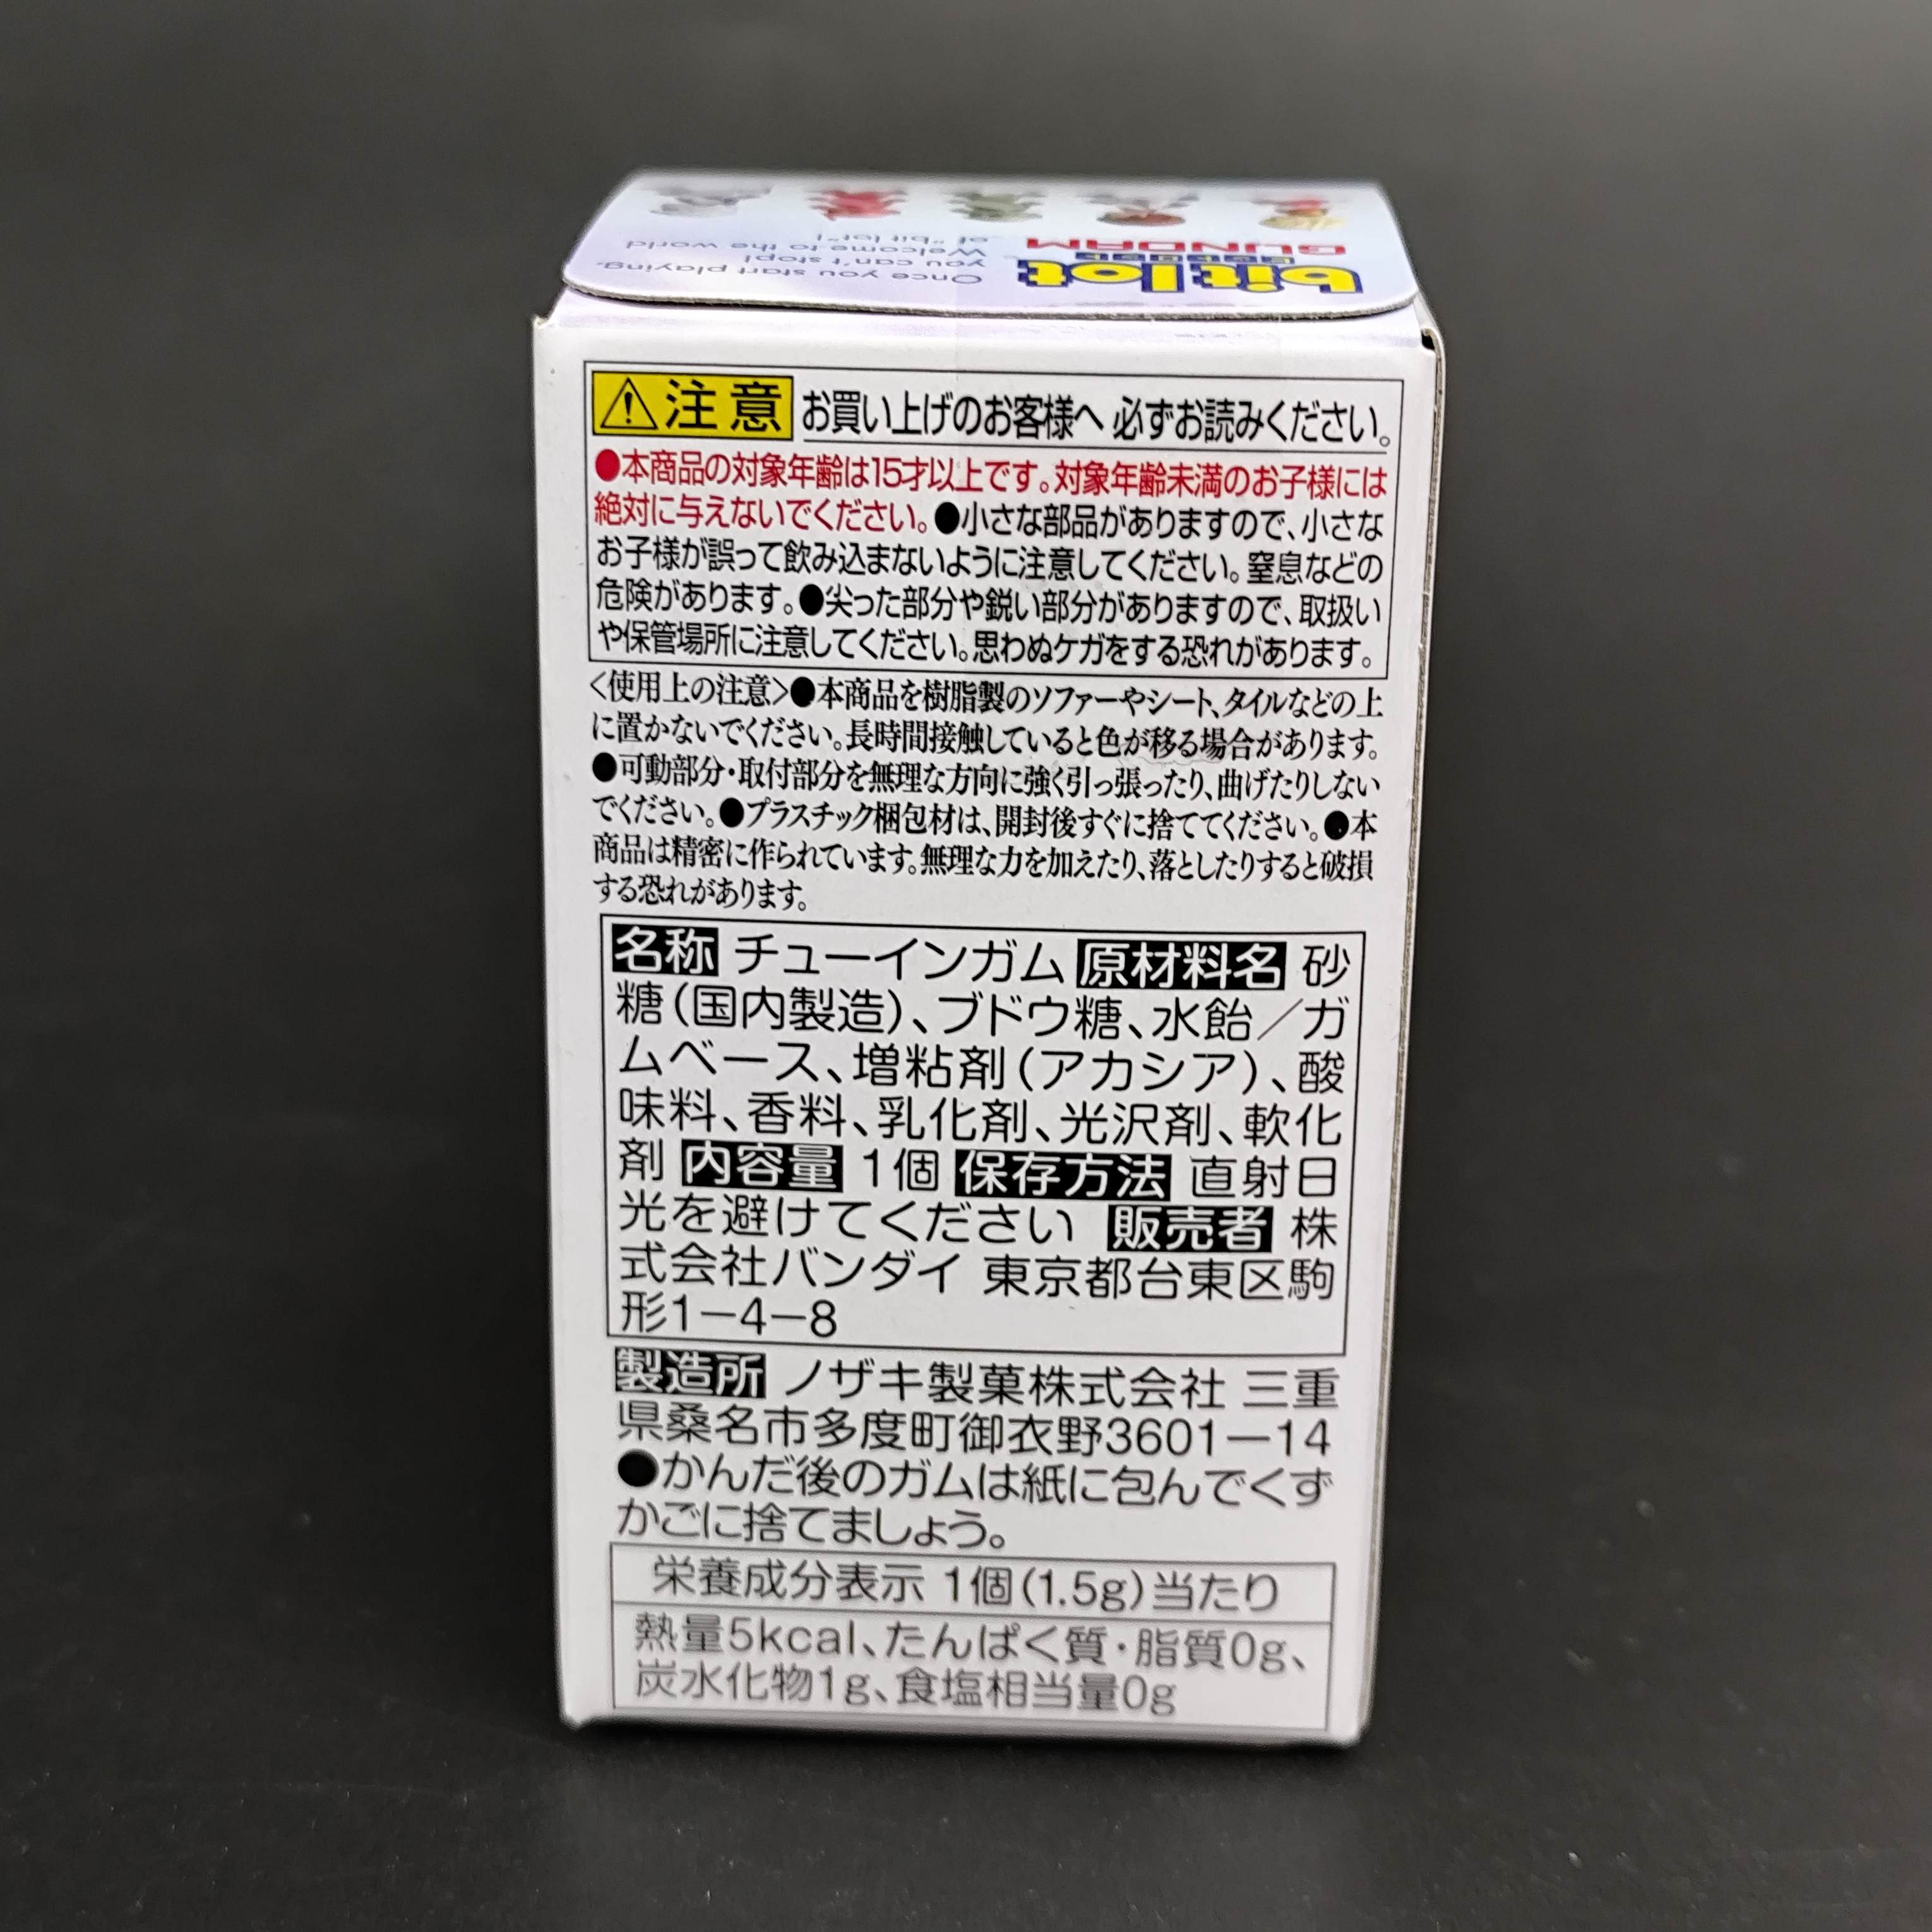 Once you start playing,
you can't stop!
Welcome to the world
of "bit lot"!
bit lot
ビットロット
GUNDAM
注意 お買い上げのお客様へ 必ずお読みください。
●本商品の対象年齢は15才以上です。対象年齢未満のお子様には
絶対に与えないでください。●小さな部品がありますので、小さな
お子様が誤って飲み込まないように注意してください。窒息などの
危険があります。●尖った部分や鋭い部分がありますので、取扱い
や保管場所に注意してください。思わぬケガをする恐れがあります。
〈使用上の注意〉●本商品を樹脂製のソファーやシート、タイルなどの上
に置かないでください。長時間接触していると色が移る場合があります。
●可動部分・取付部分を無理な方向に強く引っ張ったり、曲げたりしない
でください。●プラスチック梱包材は、開封後すぐに捨ててください。●本
商品は精密に作られています。無理な力を加えたり、落としたりすると破損
する恐れがあります。
名称 チューインガム 原材料名 砂
糖(国内製造)、ブドウ糖、水飴/ガ
ムベース、増粘剤(アカシア)、酸
味料、香料、乳化剤、光沢剤、軟化
剤 内容量 1個 保存方法 直射日
光を避けてください 販売者 株
式会社バンダイ 東京都台東区駒
形1-4-8
製造所 ノザキ製菓株式会社 三重
県桑名市多度町御衣野3601-14
●かんだ後のガムは紙に包んでくず
かごに捨てましょう。
栄養成分表示 1個(1.5g)当たり
熱量5kcal、たんぱく質・脂質0g、
炭水化物1g、食塩相当量0g